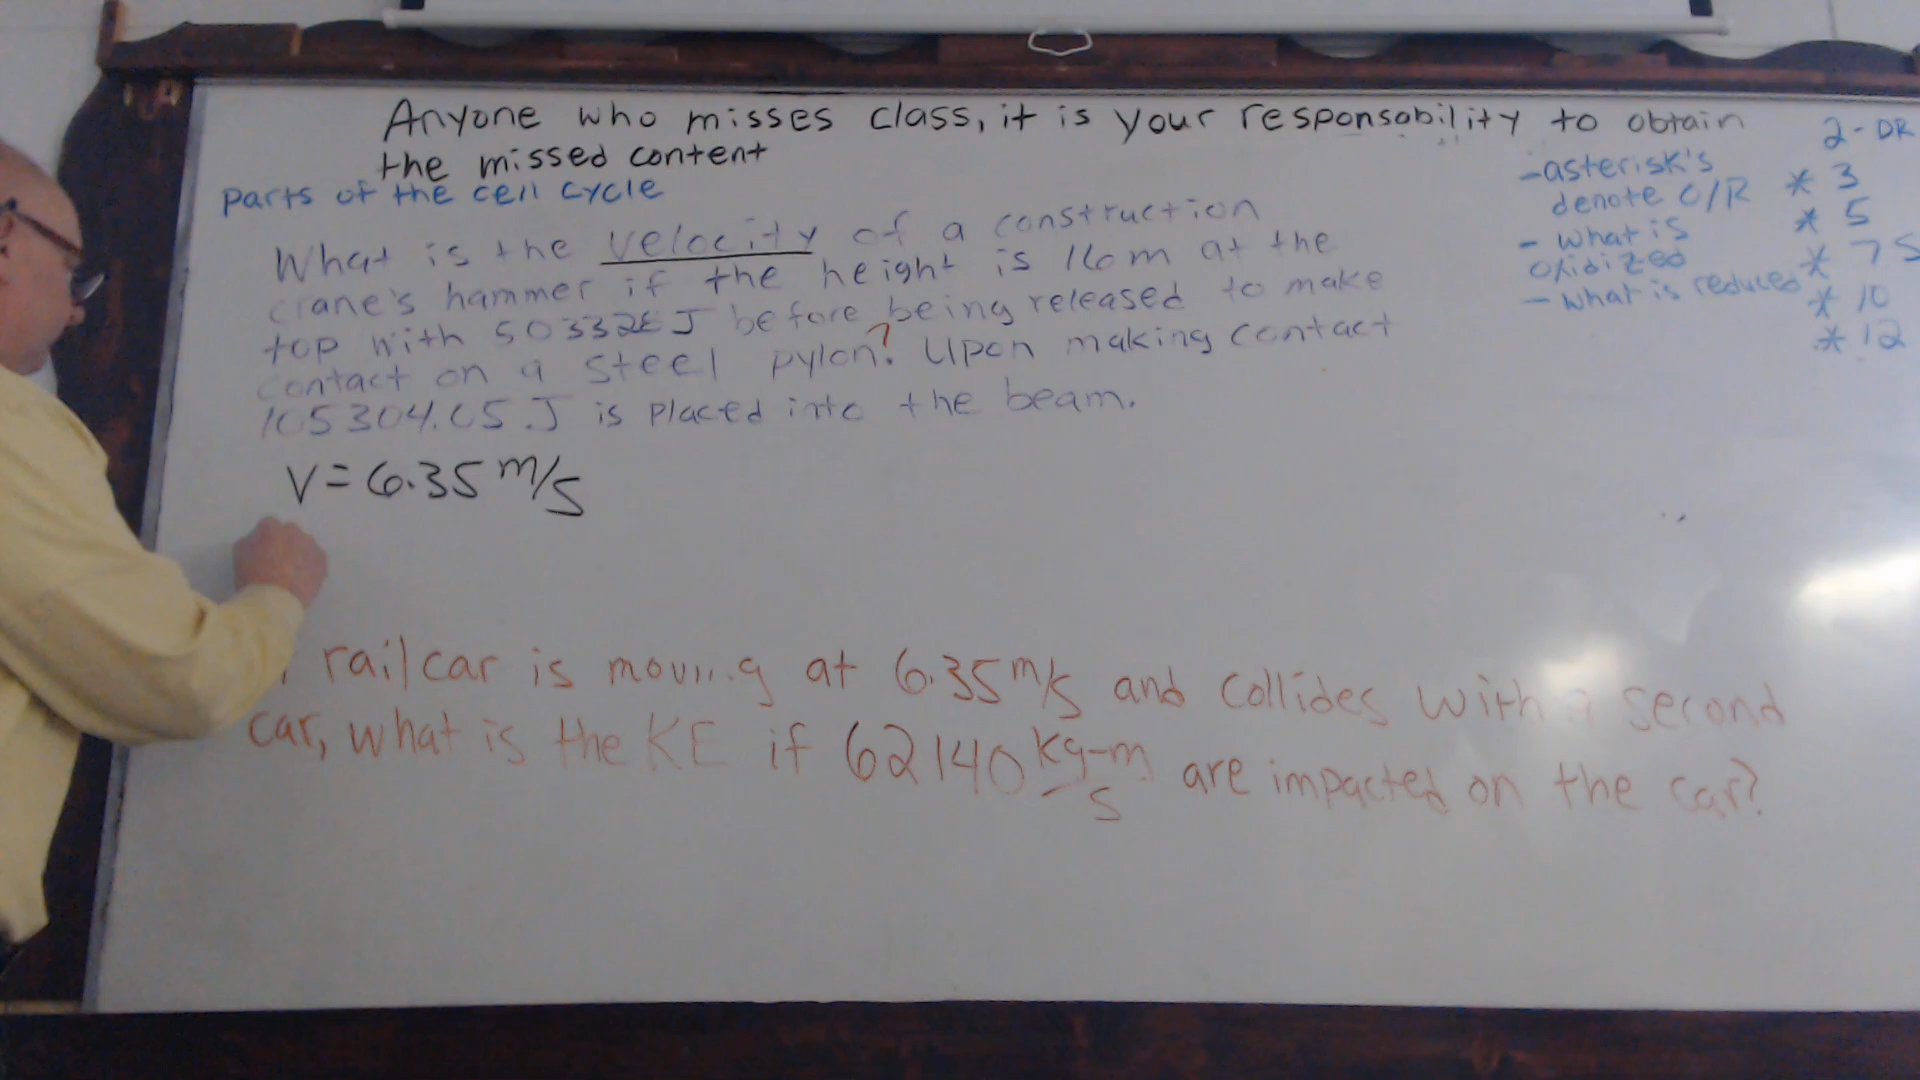 Anyone who misses class, it is your responsability to obtain
the missed content
Parts of the cell cycle
What is the velocity of a construction
crane's hammer if the height is 16m at the
top with J before being released to make
contact on a steel pylon? Upon making contact
105304.05 J is placed into the beam.
V = 6.35 m/s
railcar is moving at 6.35 m/s and collides with a second
car, what is the KE if 62140 kg-m/s are impacted on the car?
2-DR
-asterisk's
denote O/R
- what is
oxidized
- what is reduced
* 3
* 5
* 7 S
* 10
* 12